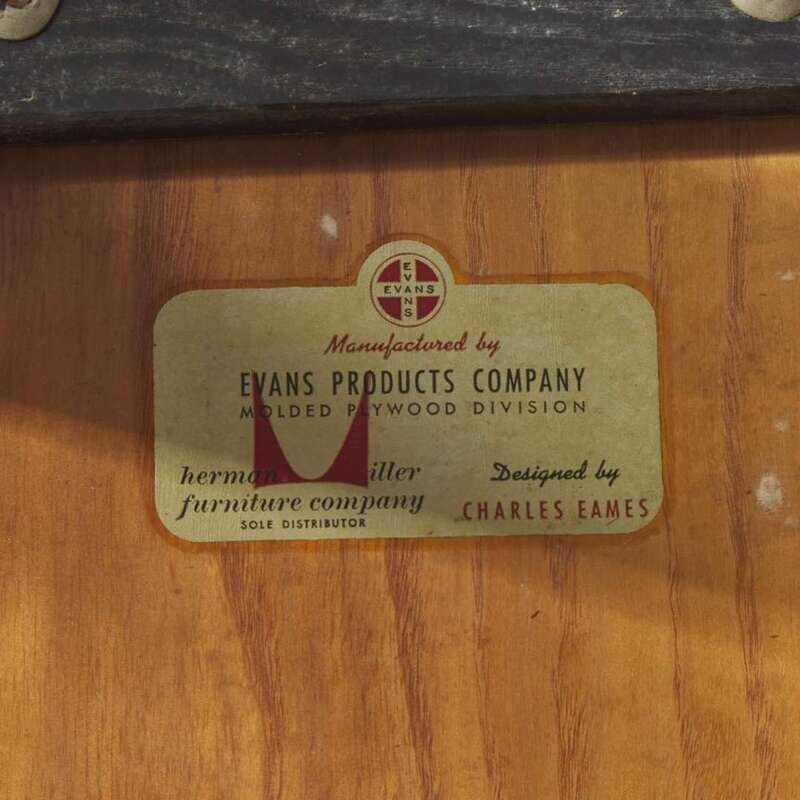 EVANS
EVANS
Manufactured by
EVANS PRODUCTS COMPANY
MOLDED PLYWOOD DIVISION
herman miller
furniture company
SOLE DISTRIBUTOR
Designed by
CHARLES EAMES